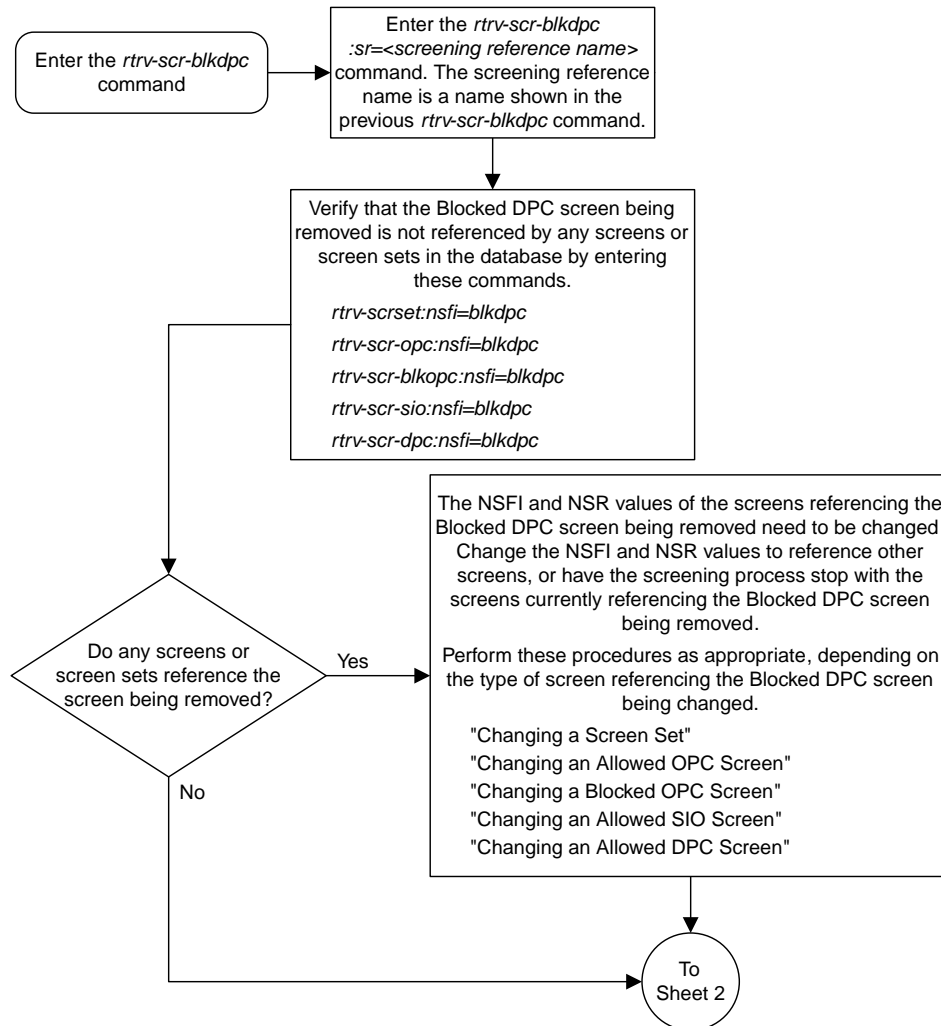 Enter the rtrv-scr-blkdpc
command
Enter the rtrv-scr-blkdpc
:sr=<screening reference name>
command. The screening reference
name is a name shown in the
previous rtrv-scr-blkdpc command.
Verify that the Blocked DPC screen being
removed is not referenced by any screens or
screen sets in the database by entering
these commands.
rtrv-scrset:nsfi=blkdpc
rtrv-scr-opc:nsfi=blkdpc
rtrv-scr-blkopc:nsfi=blkdpc
rtrv-scr-sio:nsfi=blkdpc
rtrv-scr-dpc:nsfi=blkdpc
Do any screens or
screen sets reference the
screen being removed?
Yes
No
The NSFI and NSR values of the screens referencing the
Blocked DPC screen being removed need to be changed
Change the NSFI and NSR values to reference other
screens, or have the screening process stop with the
screens currently referencing the Blocked DPC screen
being removed.
Perform these procedures as appropriate, depending on
the type of screen referencing the Blocked DPC screen
being changed.
"Changing a Screen Set"
"Changing an Allowed OPC Screen"
"Changing a Blocked OPC Screen"
"Changing an Allowed SIO Screen"
"Changing an Allowed DPC Screen"
To
Sheet 2